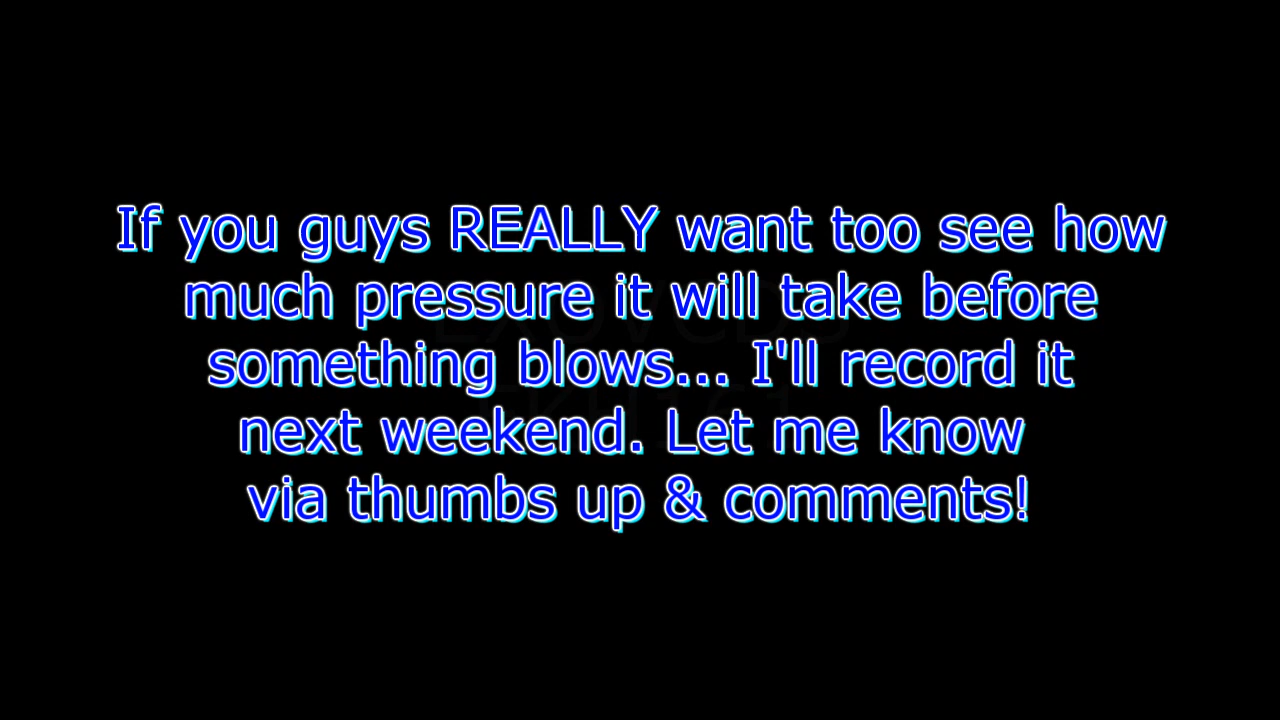 If you guys REALLY want too see how
much pressure it will take before
something blows... I'll record it
next weekend. Let me know
via thumbs up & comments!